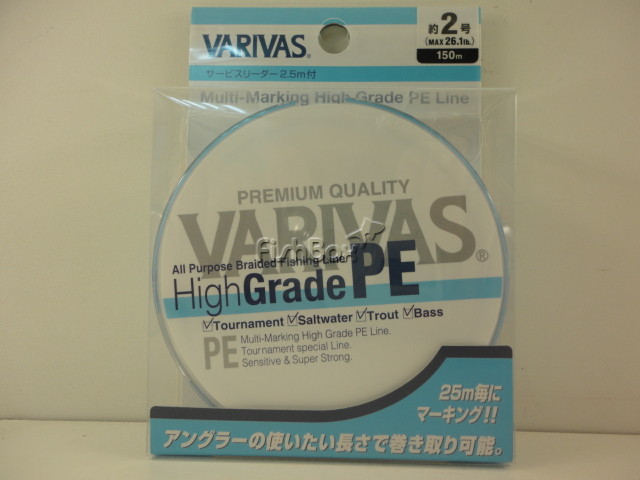 VARIVAS®
約2号
(MAX 26.1lb.)
150m
サービスリーダー2.5m付
Multi-Marking High Grade PE Line
PREMIUM QUALITY
VARIVAS®
All Purpose Braided Fishing Line
High Grade PE
Tournament Saltwater Trout Bass
PE
Multi-Marking High Grade PE Line.
Tournament special Line.
Sensitive & Super Strong.
25m毎に
マーキング!!
アングラーの使いたい長さで巻き取り可能。